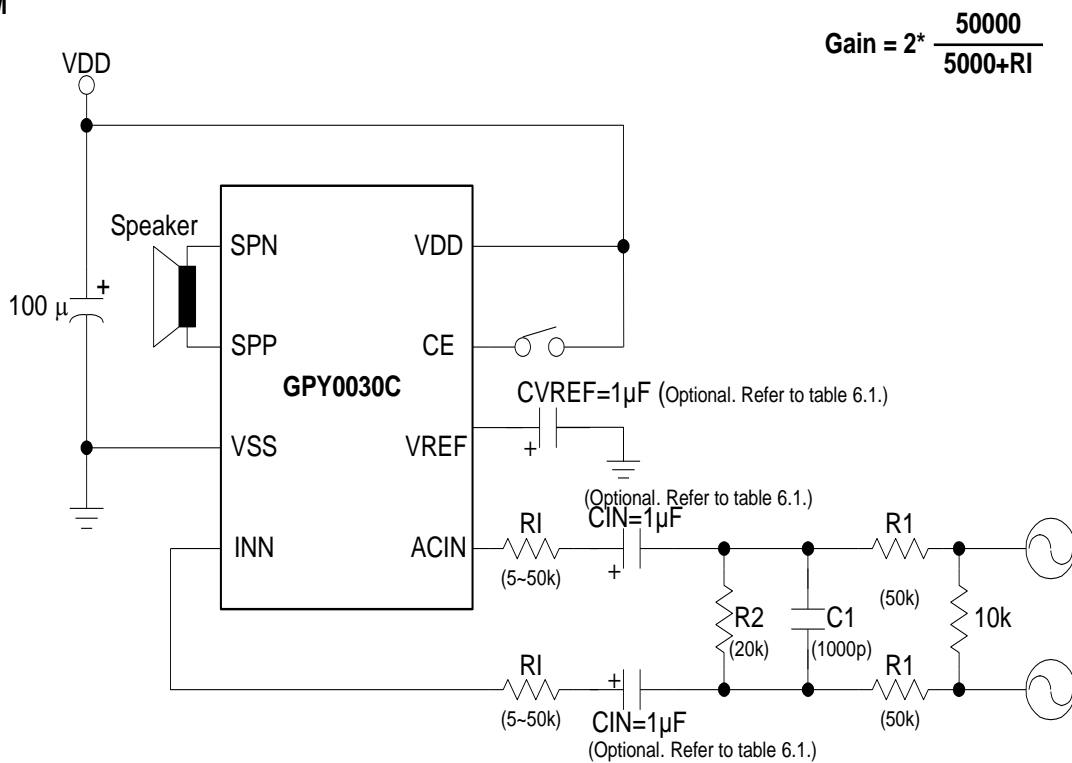 Gain = 2* 50000
5000+RI
VDD
Speaker
SPN
VDD
100 μ
+
SPP
CE
GPY0030C
CVREF=1μF (Optional. Refer to table 6.1.)
VSS
VREF
+
(Optional. Refer to table 6.1.)
CIN=1μF
INN
ACIN
RI
R1
(5~50k)
+
(50k)
R2
C1
10k
(20k)
(1000p)
RI
+
R1
(5~50k)
(50k)
CIN=1μF
(Optional. Refer to table 6.1.)